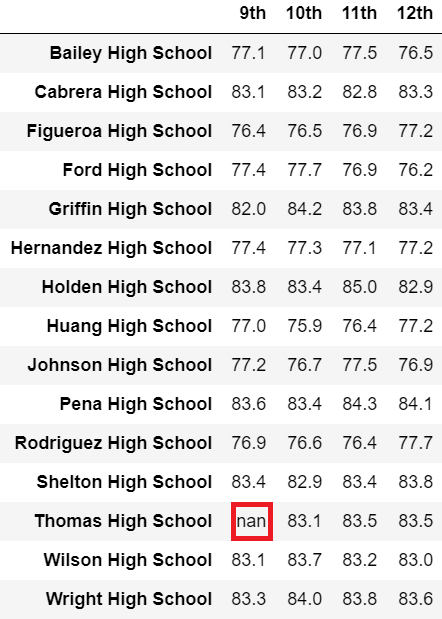 9th 10th 11th 12th
Bailey High School 77.1 77.0 77.5 76.5
Cabrera High School 83.1 83.2 82.8 83.3
Figueroa High School 76.4 76.5 76.9 77.2
Ford High School 77.4 77.7 76.9 76.2
Griffin High School 82.0 84.2 83.8 83.4
Hernandez High School 77.4 77.3 77.1 77.2
Holden High School 83.8 83.4 85.0 82.9
Huang High School 77.0 75.9 76.4 77.2
Johnson High School 77.2 76.7 77.5 76.9
Pena High School 83.6 83.4 84.3 84.1
Rodriguez High School 76.9 76.6 76.4 77.7
Shelton High School 83.4 82.9 83.4 83.8
Thomas High School nan 83.1 83.5 83.5
Wilson High School 83.1 83.7 83.2 83.0
Wright High School 83.3 84.0 83.8 83.6